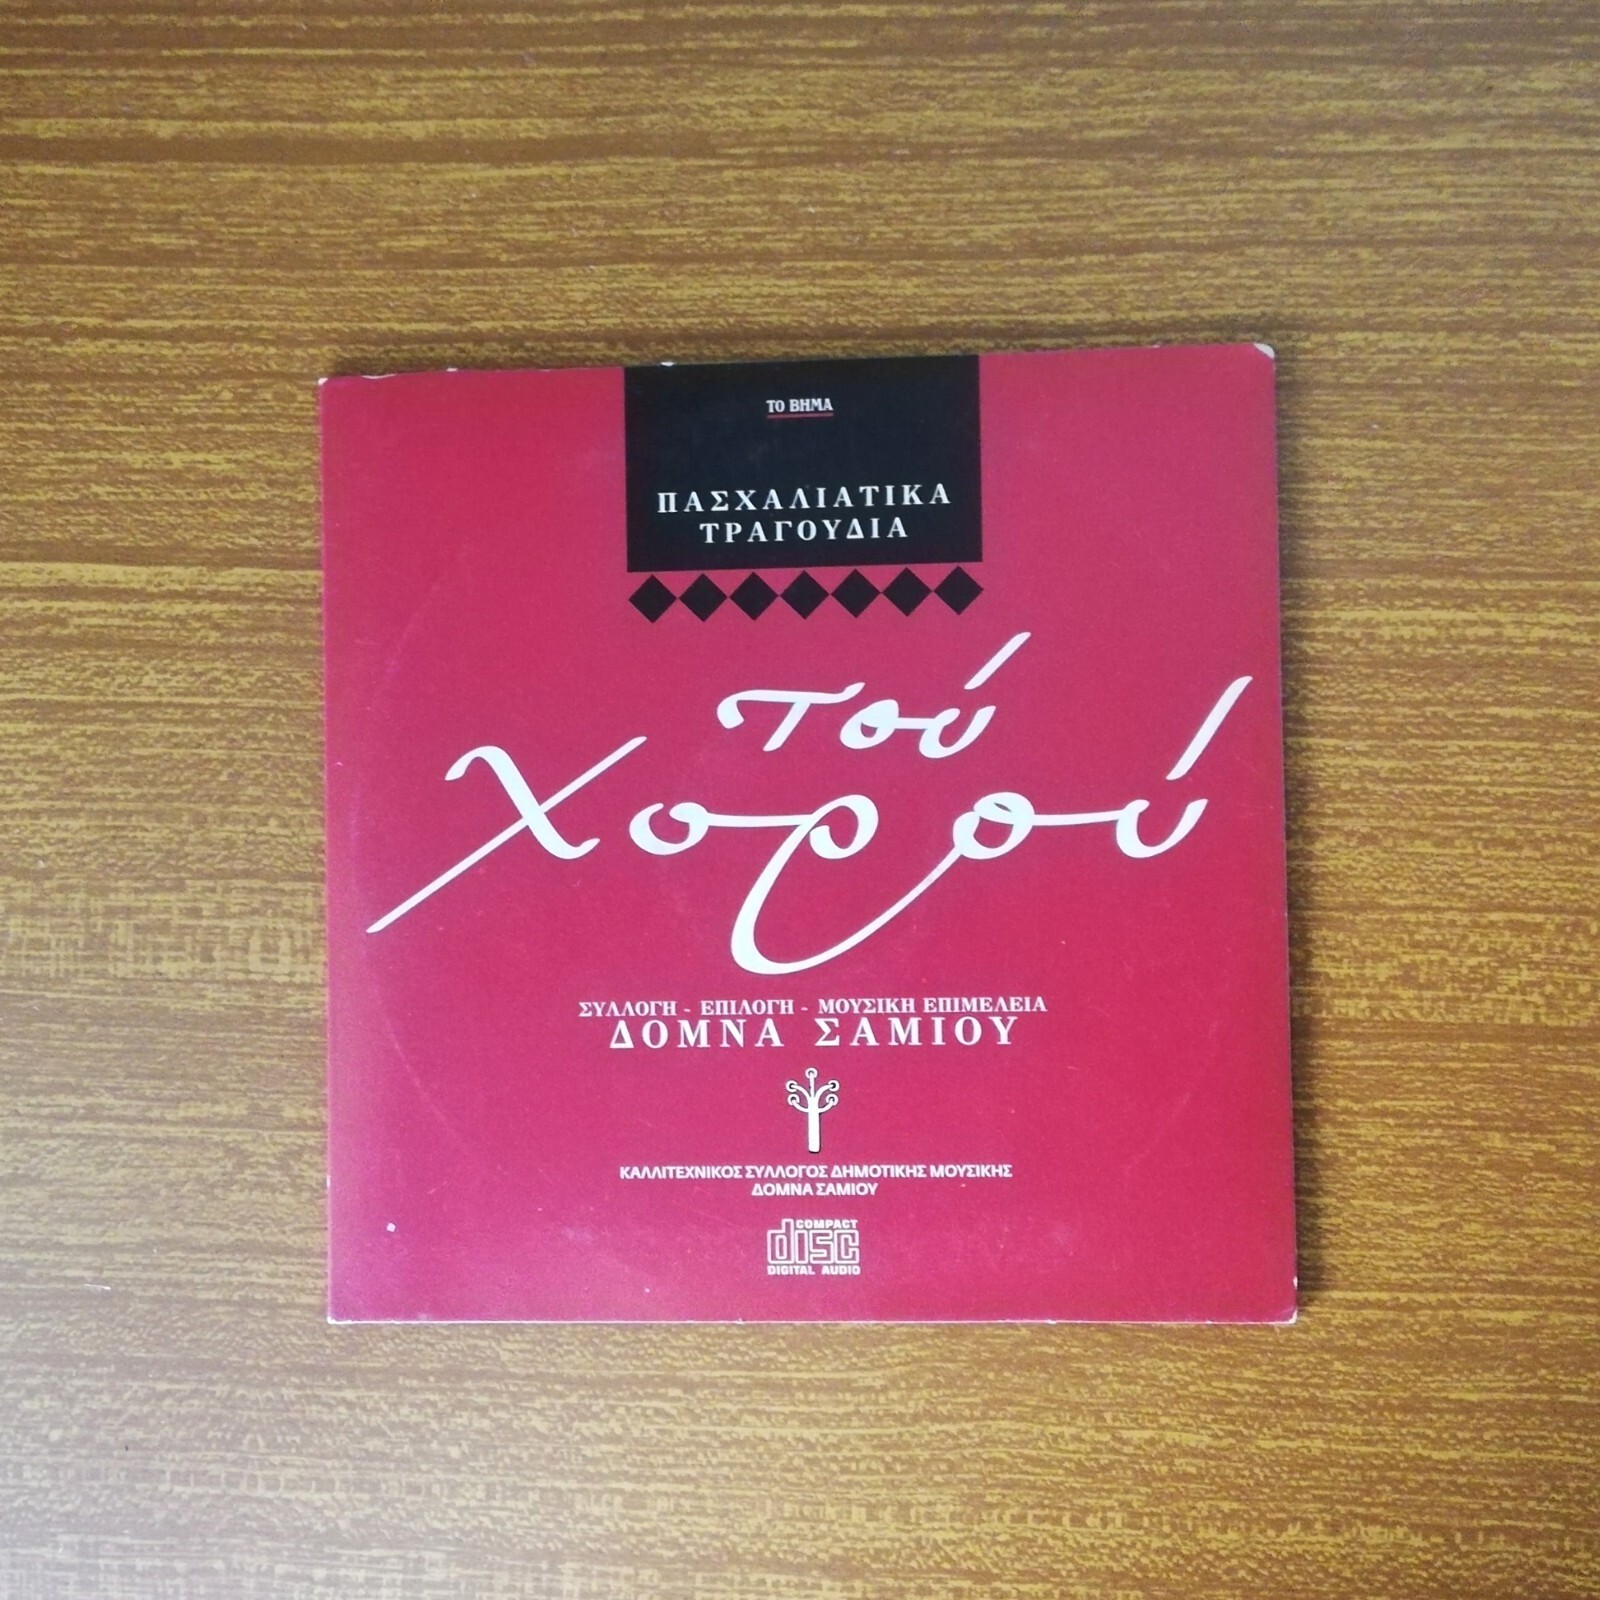 ΤΟ ΒΗΜΑ
ΠΑΣΧΑΛΙΑΤΙΚΑ
ΤΡΑΓΟΥΔΙΑ
τού
Χορού
ΣΥΛΛΟΓΗ - ΕΠΙΛΟΓΗ - ΜΟΥΣΙΚΗ ΕΠΙΜΕΛΕΙΑ
ΔΟΜΝΑ ΣΑΜΙΟΥ
ΚΑΛΛΙΤΕΧΝΙΚΟΣ ΣΥΛΛΟΓΟΣ ΔΗΜΟΤΙΚΗΣ ΜΟΥΣΙΚΗΣ
ΔΟΜΝΑ ΣΑΜΙΟΥ
COMPACT
disc
DIGITAL AUDIO